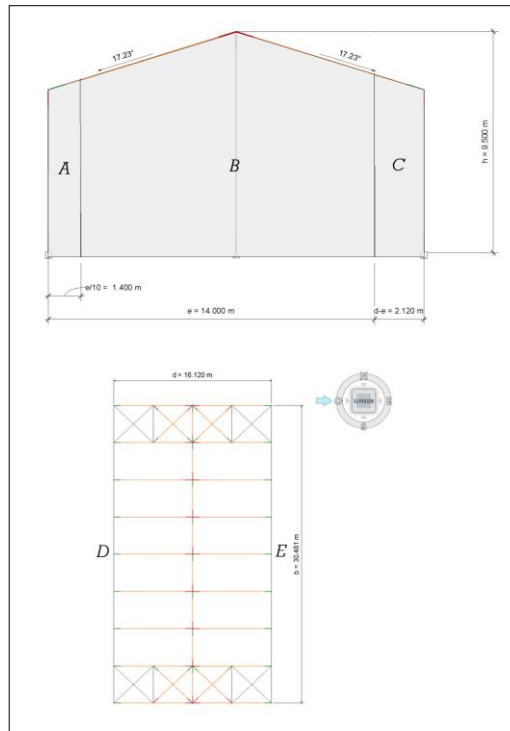 17.23°
17.23°
h = 9.500 m
A
B
C
e/10 = 1.400 m
e = 14.000 m
d-e = 2.120 m
d = 16.120 m
SUPERIOR
D
E
b = 30.481 m